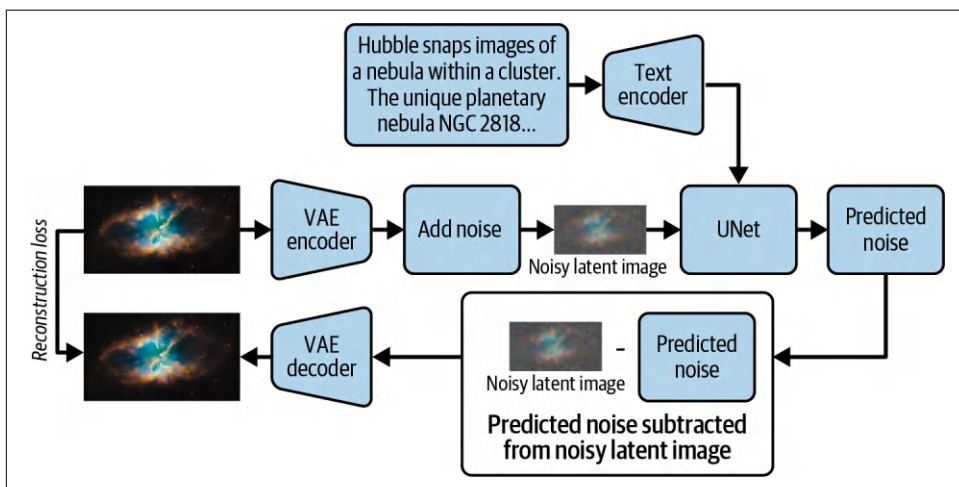 Hubble snaps images of
a nebula within a cluster.
The unique planetary
nebula NGC 2818...
Text
encoder
Reconstruction loss
VAE
encoder
Add noise
Noisy latent image
UNet
Predicted
noise
VAE
decoder
Noisy latent image
-
Predicted
noise
Predicted noise subtracted
from noisy latent image